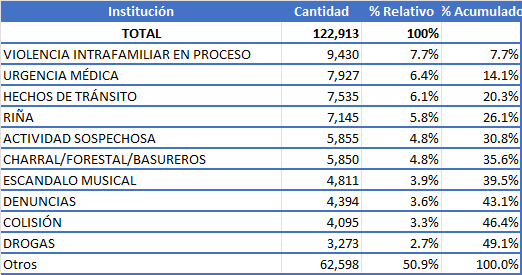 Institución Cantidad % Relativo % Acumulado
TOTAL 122,913 100%
VIOLENCIA INTRAFAMILIAR EN PROCESO 9,430 7.7% 7.7%
URGENCIA MÉDICA 7,927 6.4% 14.1%
HECHOS DE TRÁNSITO 7,535 6.1% 20.3%
RIÑA 7,145 5.8% 26.1%
ACTIVIDAD SOSPECHOSA 5,855 4.8% 30.8%
CHARRAL/FORESTAL/BASUREROS 5,850 4.8% 35.6%
ESCANDALO MUSICAL 4,811 3.9% 39.5%
DENUNCIAS 4,394 3.6% 43.1%
COLISIÓN 4,095 3.3% 46.4%
DROGAS 3,273 2.7% 49.1%
Otros 62,598 50.9% 100.0%